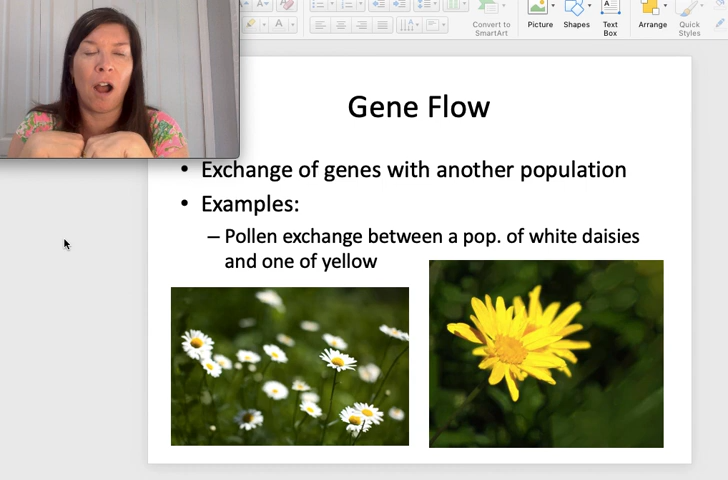 Convert to
SmartArt
Picture
Shapes
Text
Box
Arrange
Quick
Styles
Gene Flow
• Exchange of genes with another population
• Examples:
– Pollen exchange between a pop. of white daisies
and one of yellow